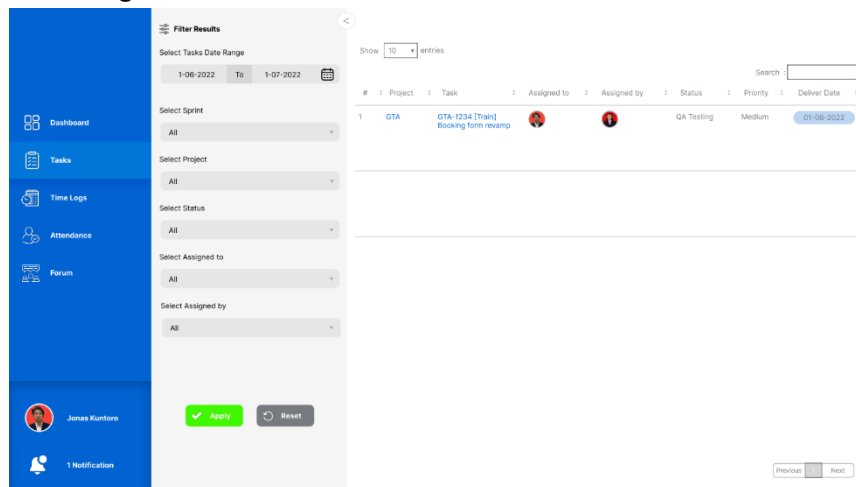 Filter Results
<
Select Tasks Date Range
1-06-2022 To 1-07-2022
Select Sprint
All
Select Project
All
Select Status
All
Select Assigned to
All
Select Assigned by
All
Apply Reset
Dashboard
Tasks
Time Logs
Attendance
Forum
Jonas Kuntoro
1 Notification
Show 10 entries
Search :
# Project Task Assigned to Assigned by Status Priority Deliver Date
1 GTA GTA-1234 [Train] QA Testing Medium 01-06-2022
Booking form revamp
Previous 1 Next